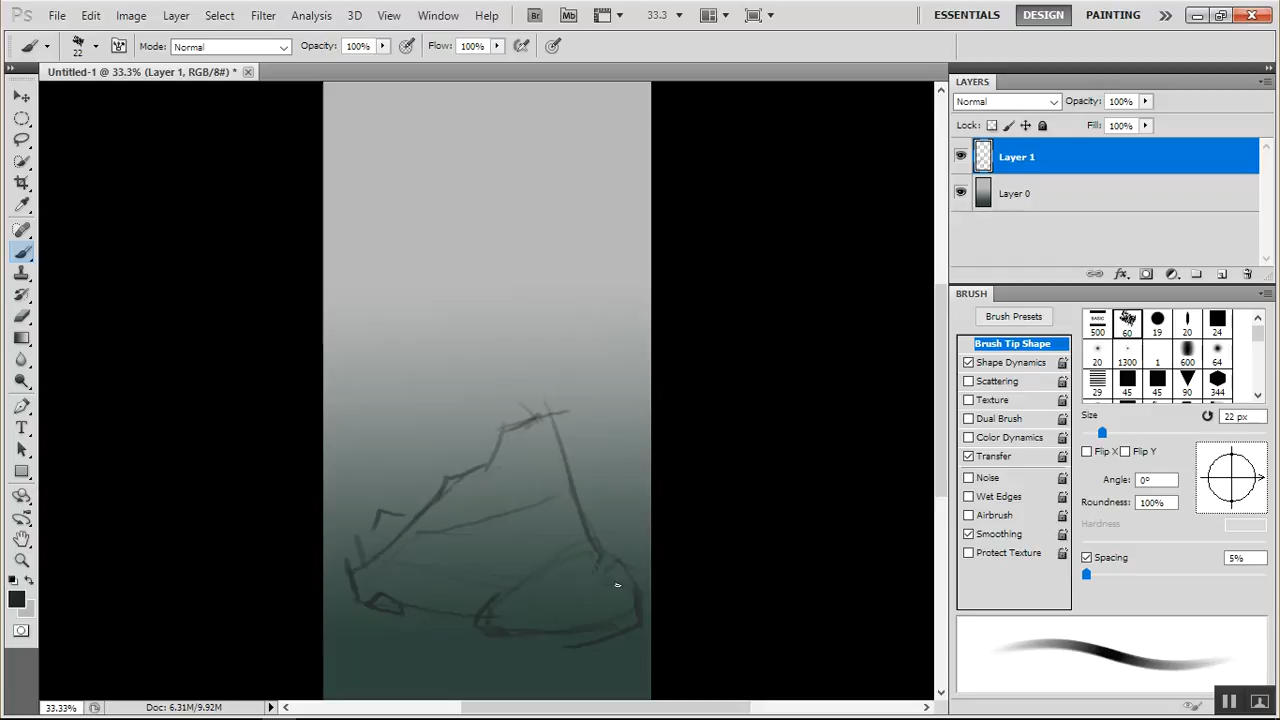 Ps File Edit Image Layer Select Filter Analysis 3D View Window Help Br Mb 33.3 ESSENTIALS DESIGN PAINTING
22 Mode: Normal Opacity: 100% Flow: 100%
Untitled-1 @ 33.3% (Layer 1, RGB/8#) *
LAYERS
Normal Opacity: 100%
Lock: Fill: 100%
Layer 1
Layer 0
BRUSH
Brush Presets
500 60 19 20 24
20 1300 1 600 64
29 45 45 90 344
Brush Tip Shape
Shape Dynamics
Scattering
Texture
Dual Brush
Color Dynamics
Transfer
Noise
Wet Edges
Airbrush
Smoothing
Protect Texture
Size 22 px
Flip X Flip Y
Angle: 0º
Roundness: 100%
Hardness
Spacing 5%
33.33% Doc: 6.31M/9.92M